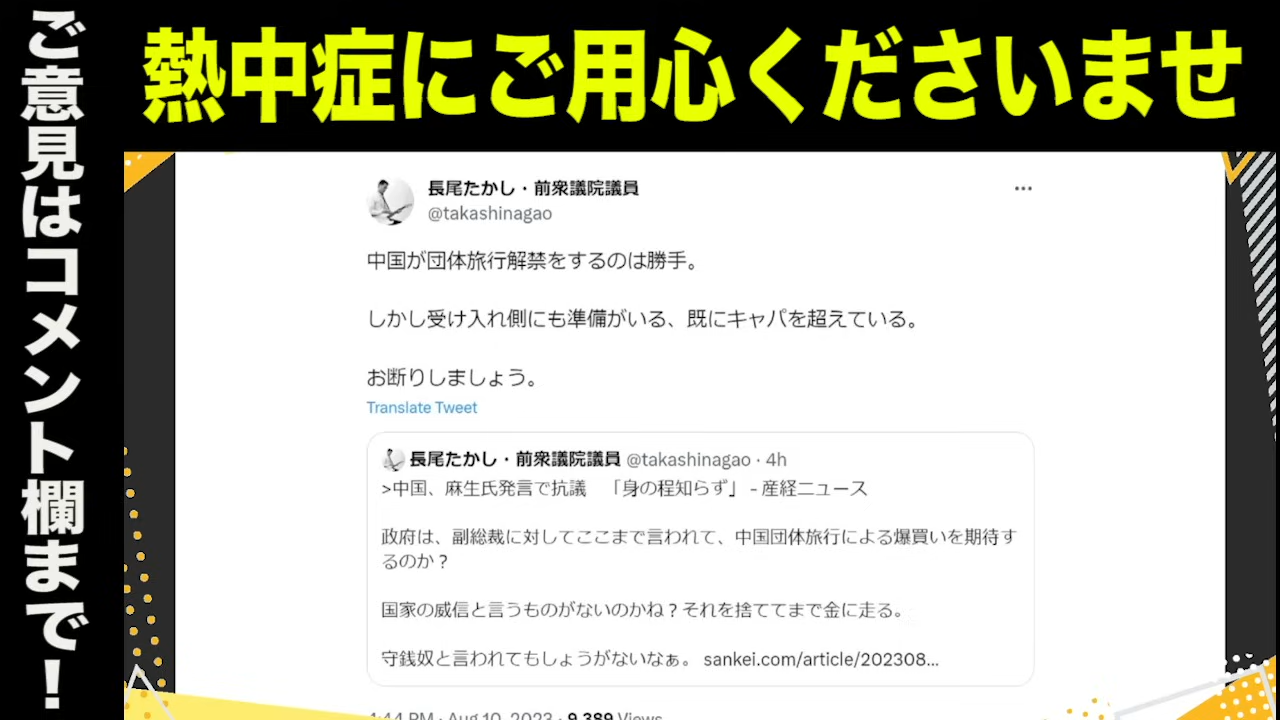 熱中症にご用心くださいませ
ご意見はコメント欄まで!
長尾たかし・前衆議院議員
@takashinagao
中国が団体旅行解禁をするのは勝手。
しかし受け入れ側にも準備がいる、既にキャパを超えている。
お断りしましょう。
Translate Tweet
長尾たかし・前衆議院議員 @takashinagao · 4h
>中国、麻生氏発言で抗議 「身の程知らず」 - 産経ニュース
政府は、副総裁に対してここまで言われて、中国団体旅行による爆買いを期待す
るのか?
国家の威信と言うものがないのかね?それを捨ててまで金に走る。
守銭奴と言われてもしょうがないなぁ。 sankei.com/article/202308…
1:44 PM · Aug 10, 2023 · 9,389 Views